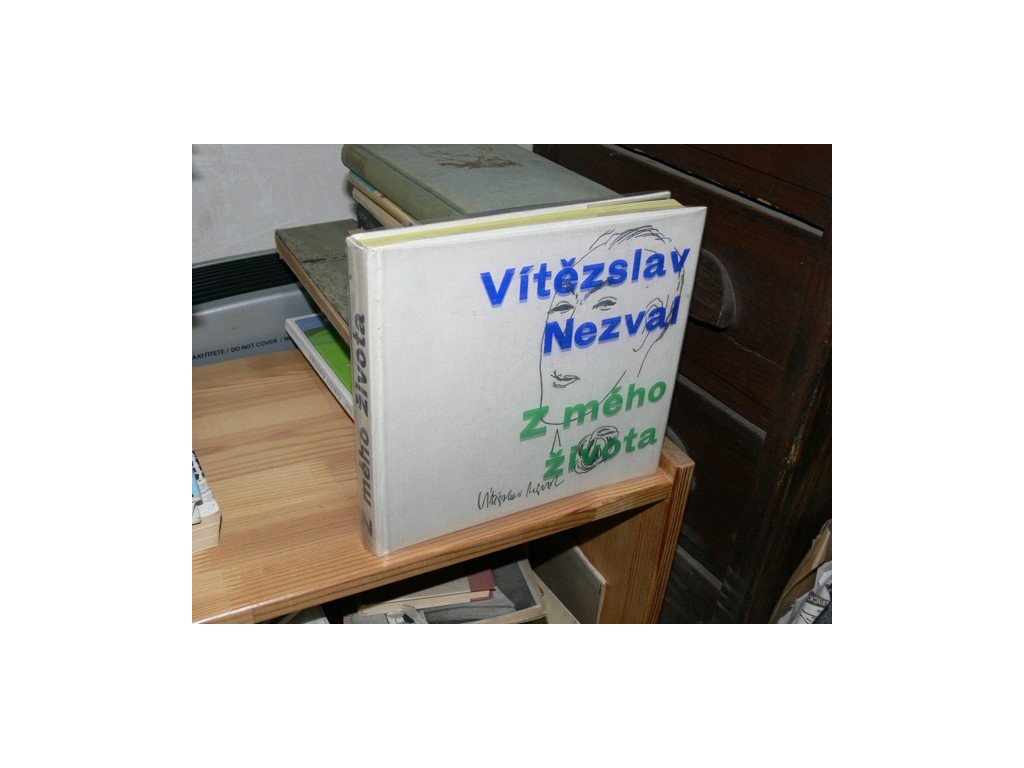 Vítězslav
Nezval
Z mého
života
Vítězslav Nezval
Z mého života
/ DO NOT COVER /